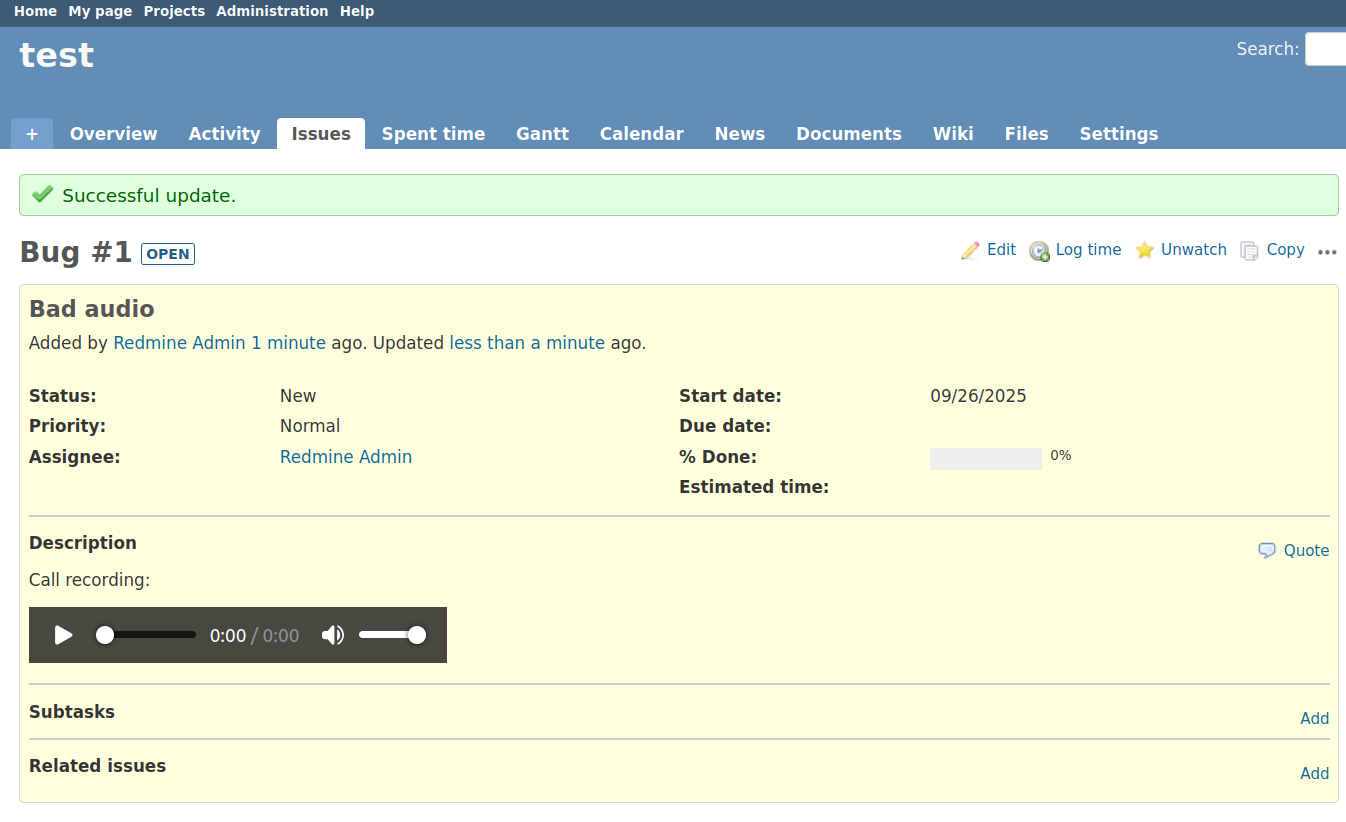 Home My page Projects Administration Help
test
Search:
+ Overview Activity Issues Spent time Gantt Calendar News Documents Wiki Files Settings
Successful update.
Bug #1 OPEN
Edit Log time Unwatch Copy •••
Bad audio
Added by Redmine Admin 1 minute ago. Updated less than a minute ago.
Status: New Start date: 09/26/2025
Priority: Normal Due date:
Assignee: Redmine Admin % Done: 0%
Estimated time:
Description
Quote
Call recording:
0:00 / 0:00
Subtasks
Add
Related issues
Add